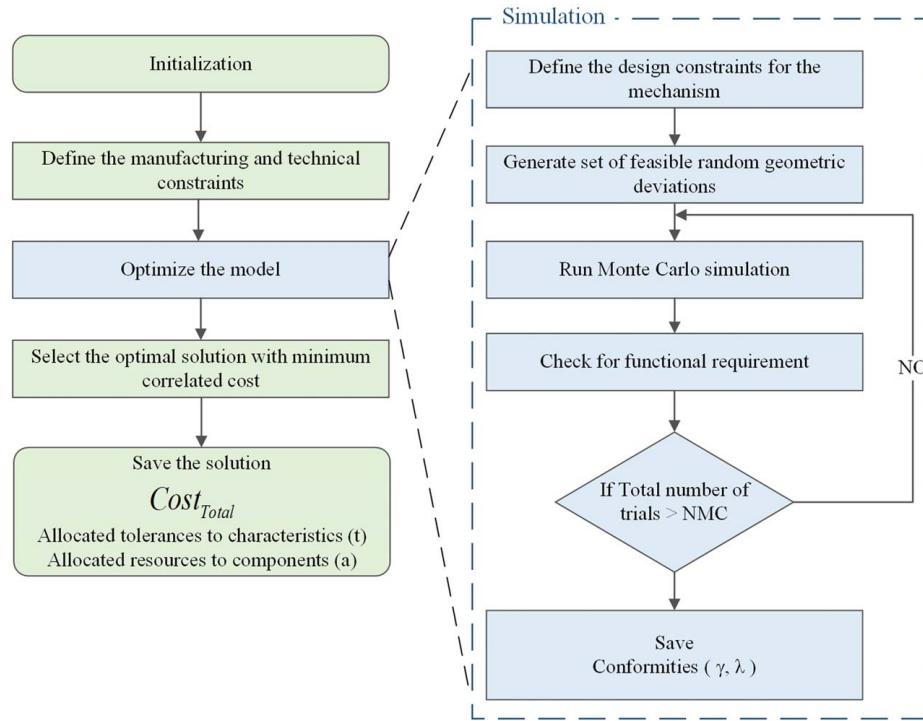 Initialization
Define the manufacturing and technical
constraints
Optimize the model
Select the optimal solution with minimum
correlated cost
Save the solution
Cost_Total
Allocated tolerances to characteristics (t)
Allocated resources to components (a)
Simulation
Define the design constraints for the
mechanism
Generate set of feasible random geometric
deviations
Run Monte Carlo simulation
Check for functional requirement
NO
If Total number of
trials > NMC
Save
Conformities ( γ, λ )